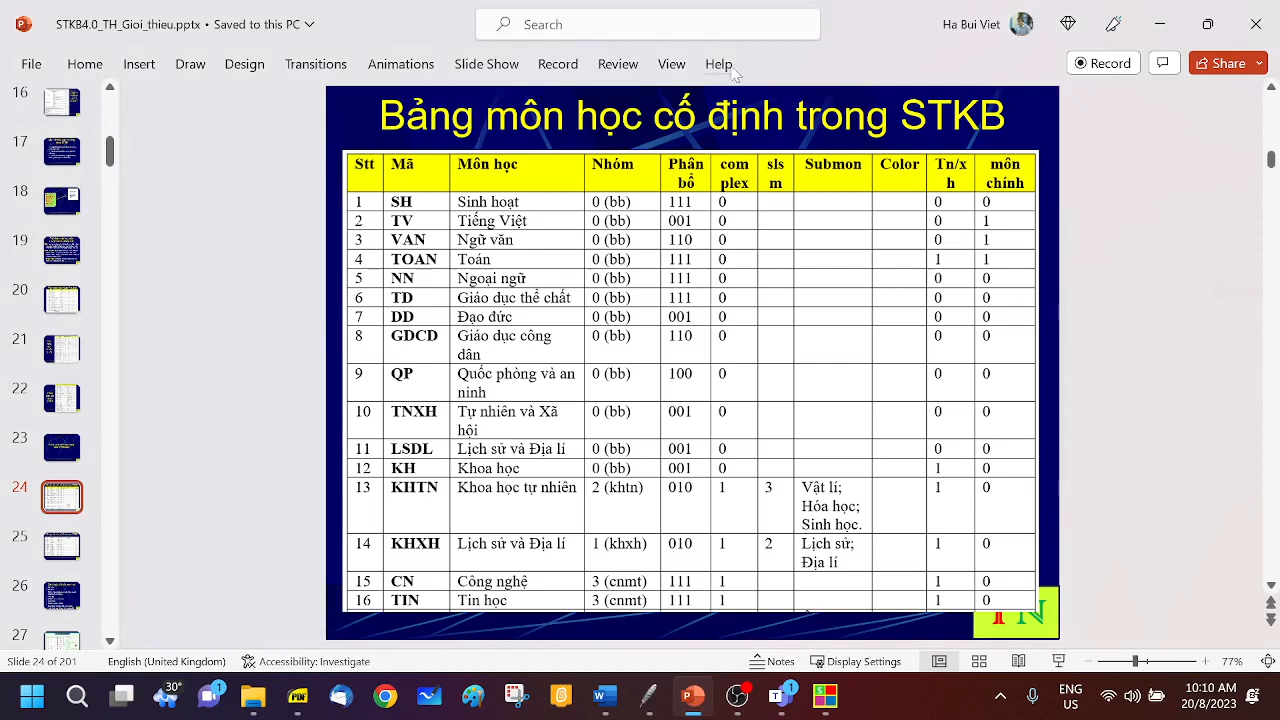 STKB4.0_TH_Gioi_thieu.pptx • Saved to this PC
Search
Ha Bui Viet
File Home Insert Draw Design Transitions Animations Slide Show Record Review View Help
Record
Share
16
17
18
19
20
21
22
23
24
25
26
27
Bảng môn học cố định trong STKB
Stt Mã Môn học Nhóm Phân com sls Submon Color Tn/x môn
bổ plex m h chính
1 SH Sinh hoạt 0 (bb) 111 0 0 0
2 TV Tiếng Việt 0 (bb) 001 0 0 1
3 VAN Ngữ văn 0 (bb) 110 0 0 1
4 TOAN Toán 0 (bb) 111 0 1 1
5 NN Ngoại ngữ 0 (bb) 111 0 0 0
6 TD Giáo dục thể chất 0 (bb) 111 0 0 0
7 DD Đạo đức 0 (bb) 001 0 0 0
8 GDCD Giáo dục công 0 (bb) 110 0 0 0
dân
9 QP Quốc phòng và an 0 (bb) 100 0 0 0
ninh
10 TNXH Tự nhiên và Xã 0 (bb) 001 0 0 0
hội
11 LSDL Lịch sử và Địa lí 0 (bb) 001 0 0 0
12 KH Khoa học 0 (bb) 001 0 1 0
13 KHTN Khoa học tự nhiên 2 (khtn) 010 1 3 Vật lí; 1 0
Hóa học;
Sinh học.
14 KHXH Lịch sử và Địa lí 1 (khxh) 010 1 2 Lịch sử; 1 0
Địa lí
15 CN Công nghệ 3 (cnmt) 111 1 1 0
16 TIN Tin học 3 (cnmt) 111 1 1 0
Slide 24 of 201 English (United Kingdom) Accessibility: Investigate Notes Display Settings 77%
30°
1
PDF
1
ENG
US
10:10 AM
20/8/2023